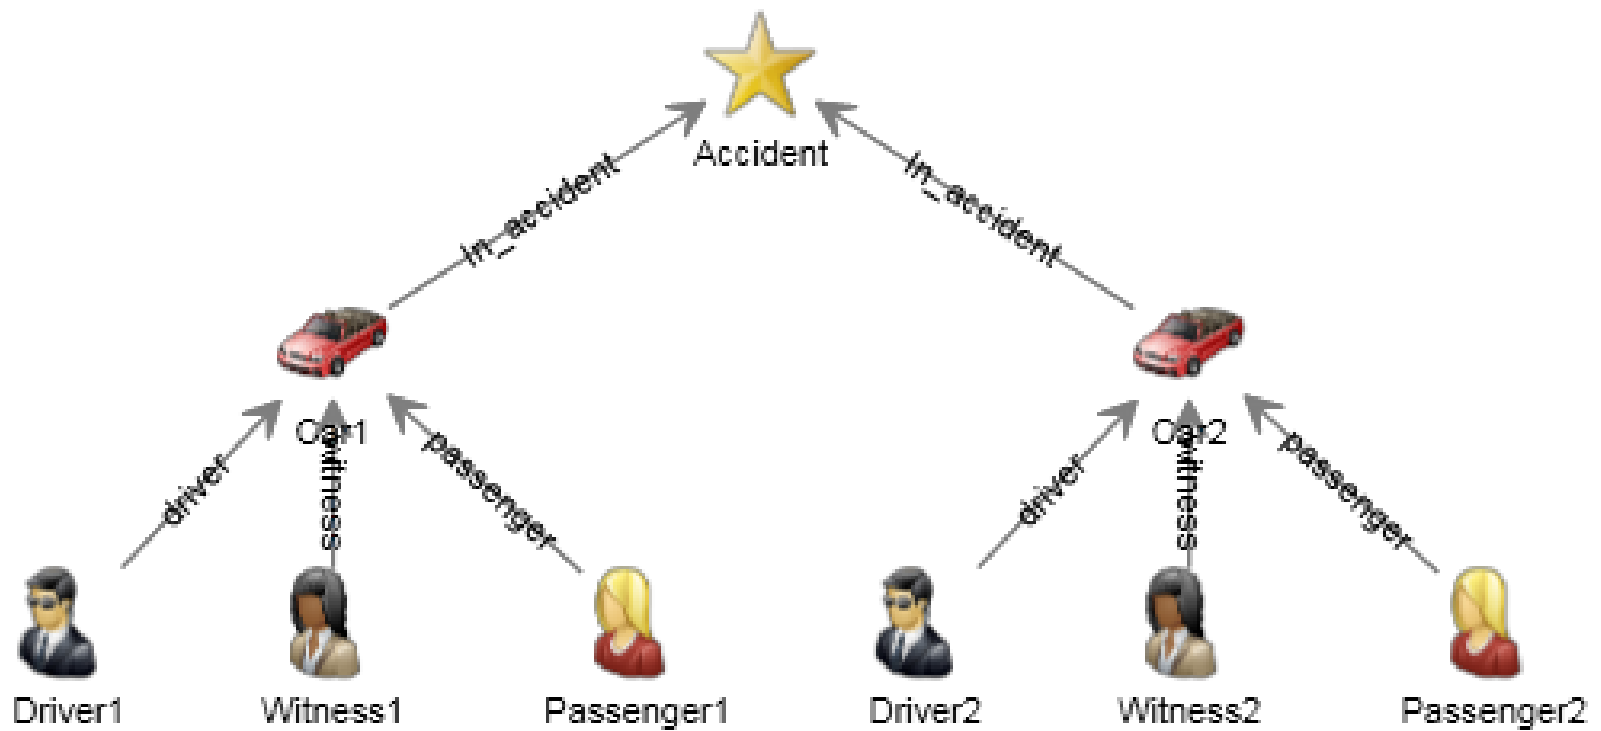 Accident
in_accident
in_accident
Car1
Car2
driver
witness
passenger
driver
witness
passenger
Driver1
Witness1
Passenger1
Driver2
Witness2
Passenger2